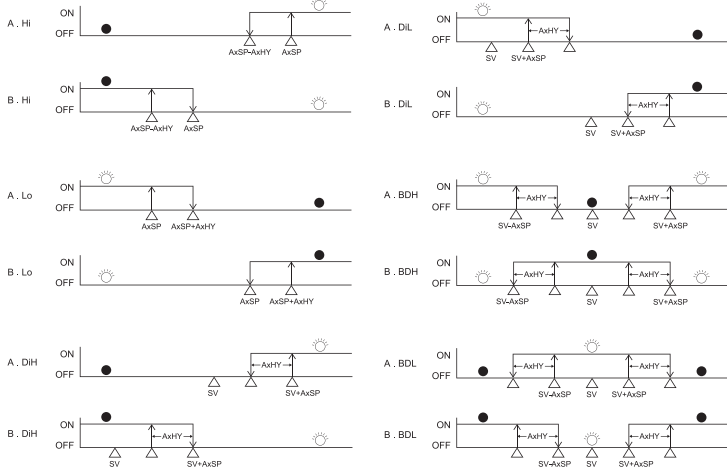 A . Hi
ON
OFF
AxSP-AxHY
AxSP
B . Hi
ON
OFF
AxSP-AxHY
AxSP
A . Lo
ON
OFF
AxSP
AxSP+AxHY
B . Lo
ON
OFF
AxSP
AxSP+AxHY
A . DiH
ON
OFF
AxHY
SV
SV+AxSP
B . DiH
ON
OFF
AxHY
SV
SV+AxSP
A . DiL
ON
OFF
AxHY
SV
SV+AxSP
B . DiL
ON
OFF
AxHY
SV
SV+AxSP
A . BDH
ON
OFF
AxHY
AxHY
SV-AxSP
SV
SV+AxSP
B . BDH
ON
OFF
AxHY
AxHY
SV-AxSP
SV
SV+AxSP
A . BDL
ON
OFF
AxHY
AxHY
SV-AxSP
SV
SV+AxSP
B . BDL
ON
OFF
AxHY
AxHY
SV-AxSP
SV
SV+AxSP